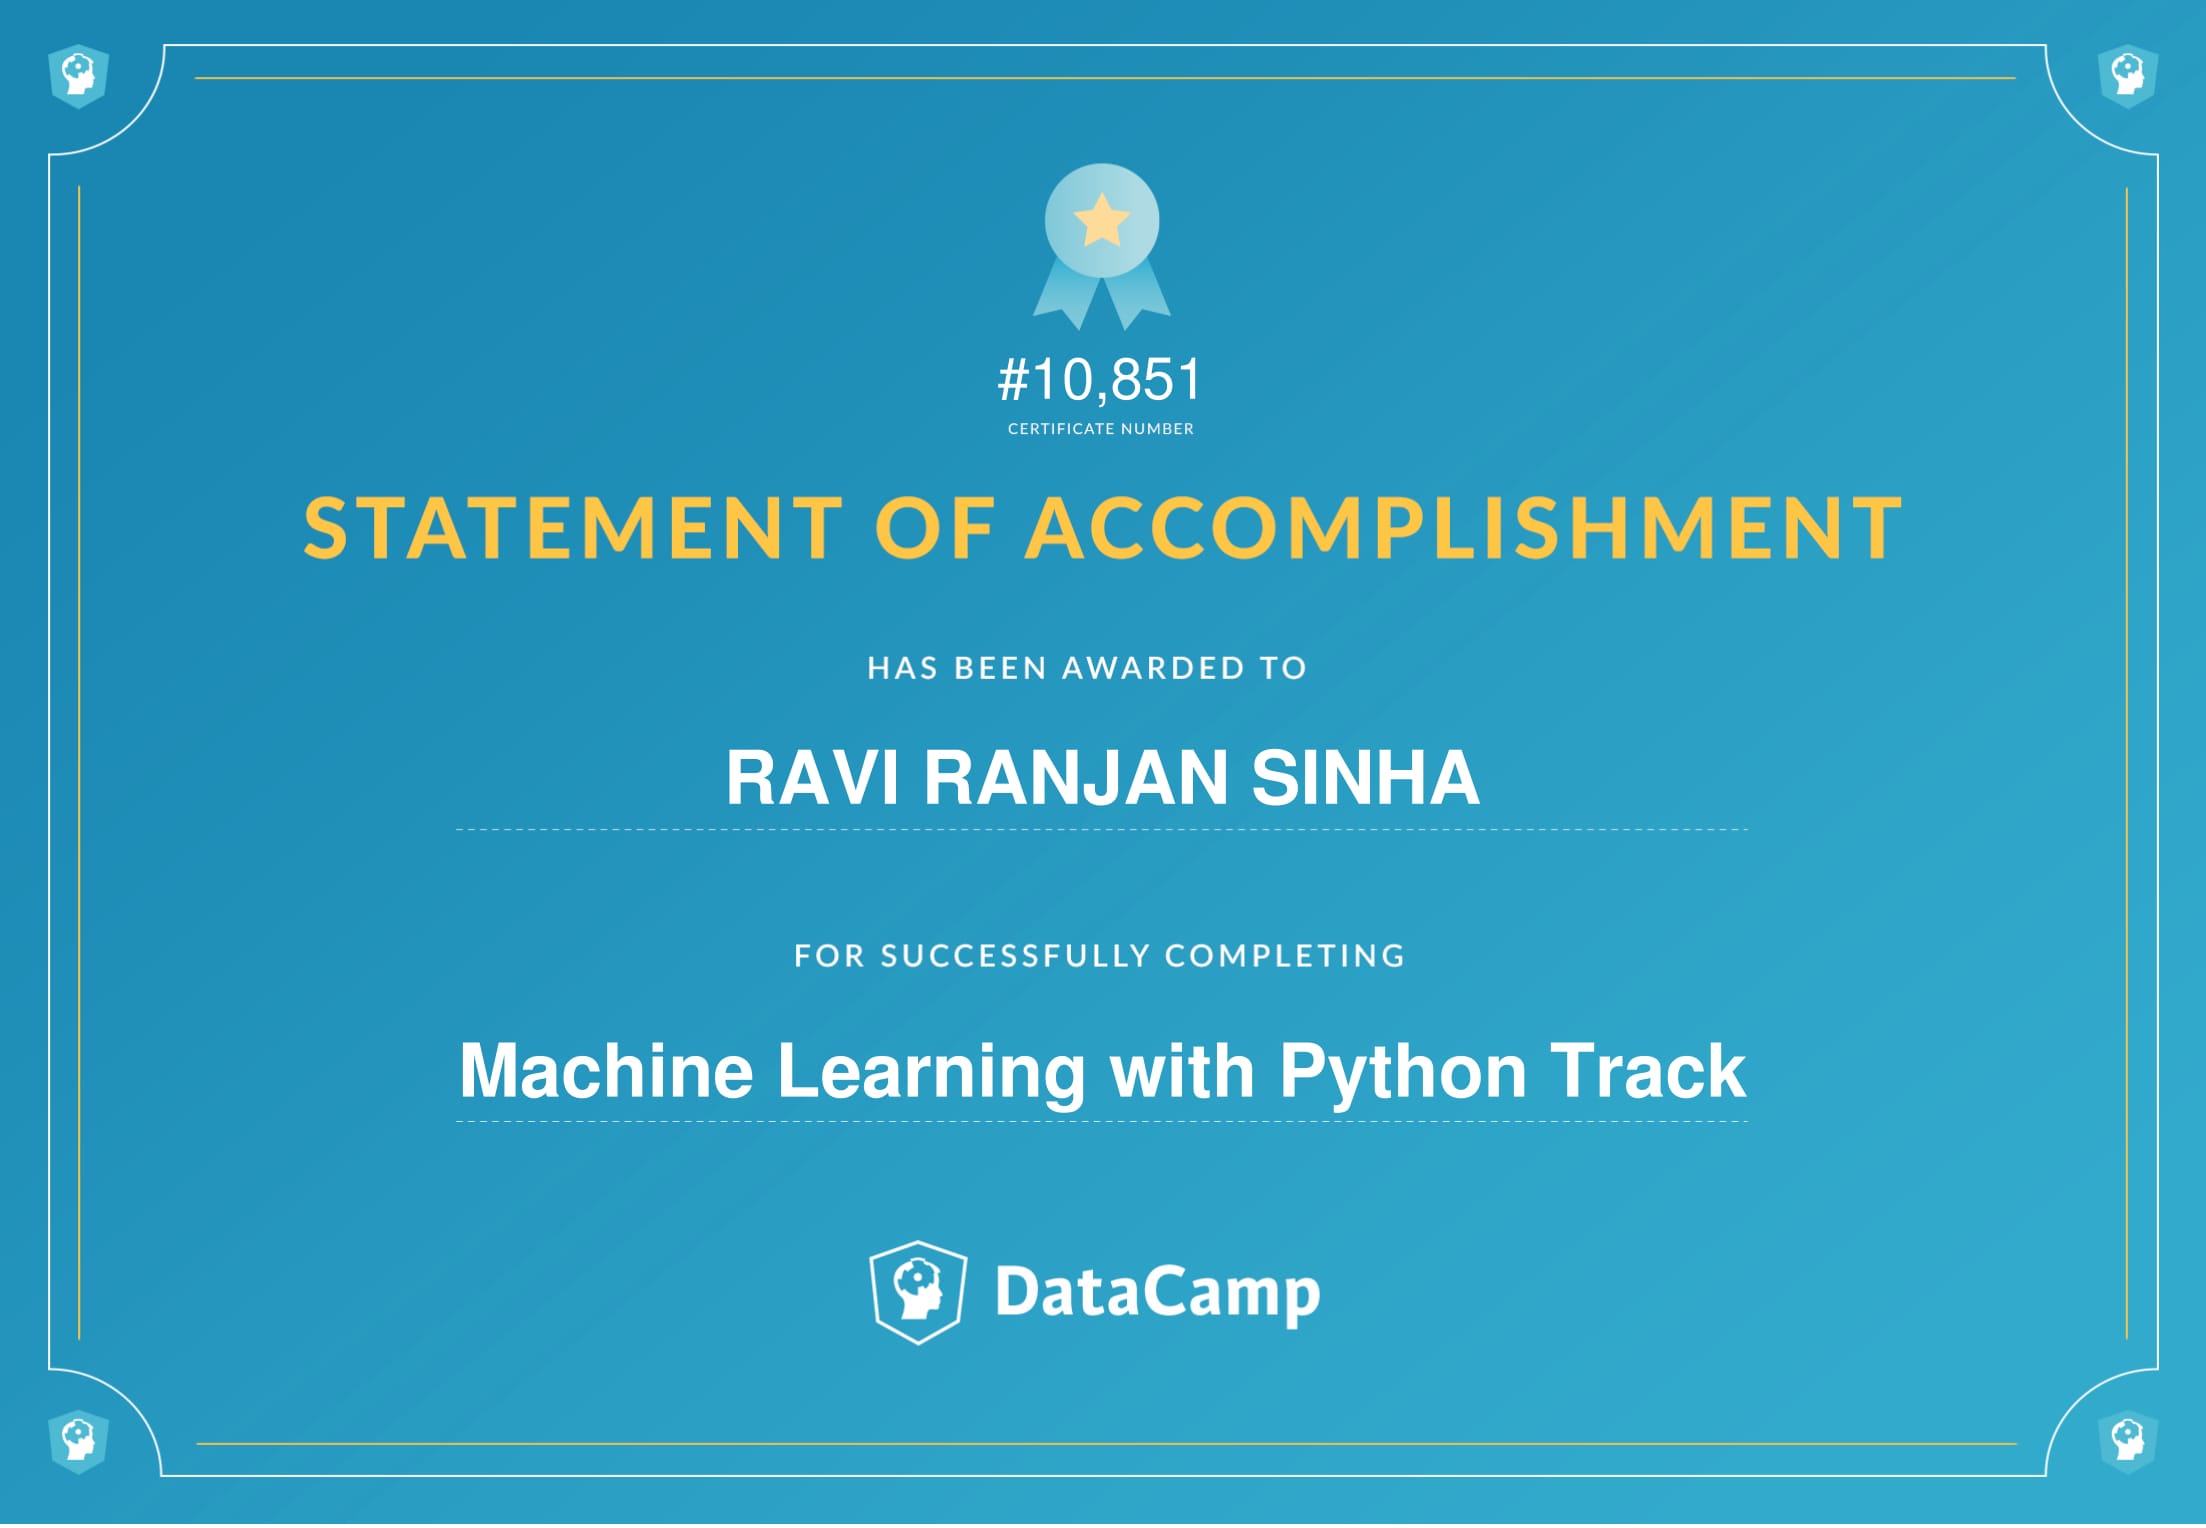 #10,851
CERTIFICATE NUMBER
STATEMENT OF ACCOMPLISHMENT
HAS BEEN AWARDED TO
RAVI RANJAN SINHA
FOR SUCCESSFULLY COMPLETING
Machine Learning with Python Track
DataCamp